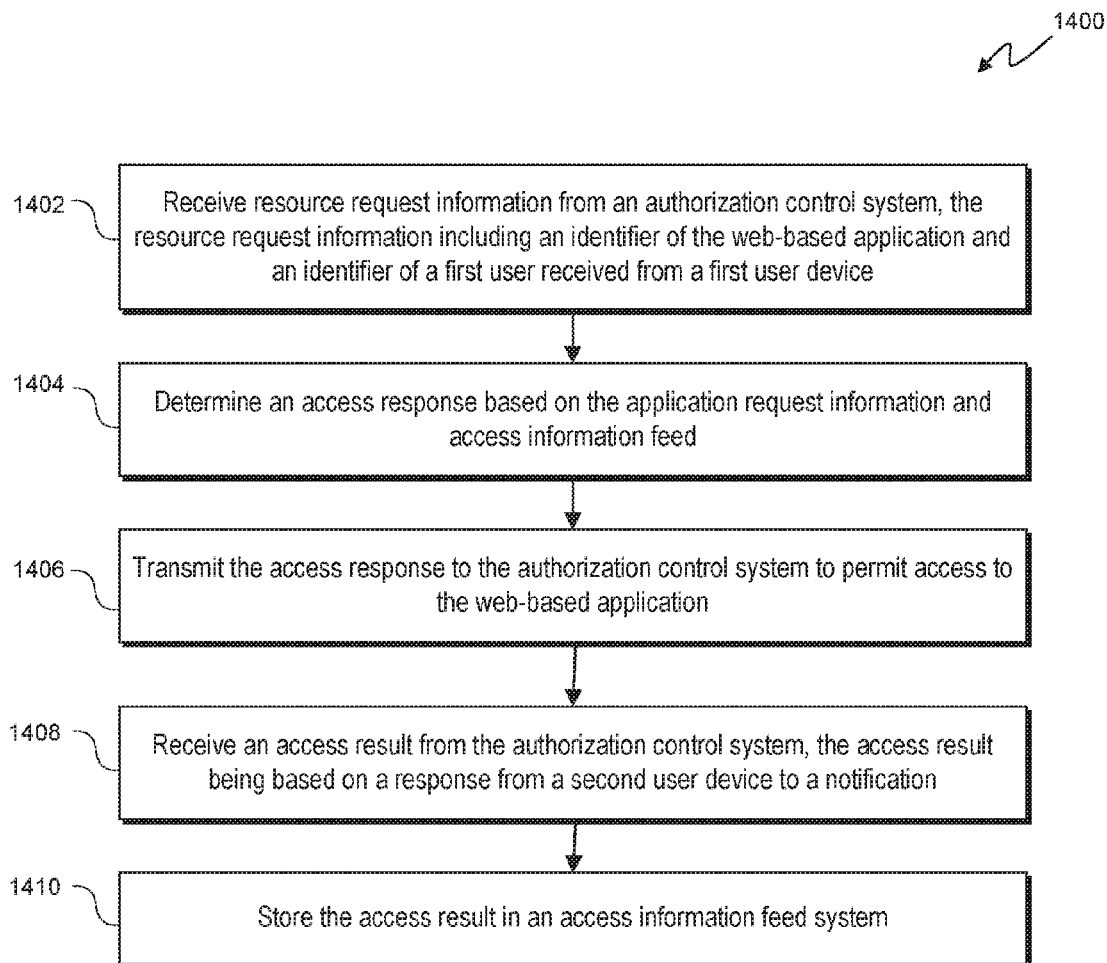 1400
1402
Receive resource request information from an authorization control system, the
resource request information including an identifier of the web-based application and
an identifier of a first user received from a first user device
1404
Determine an access response based on the application request information and
access information feed
1406
Transmit the access response to the authorization control system to permit access to
the web-based application
1408
Receive an access result from the authorization control system, the access result
being based on a response from a second user device to a notification
1410
Store the access result in an access information feed system